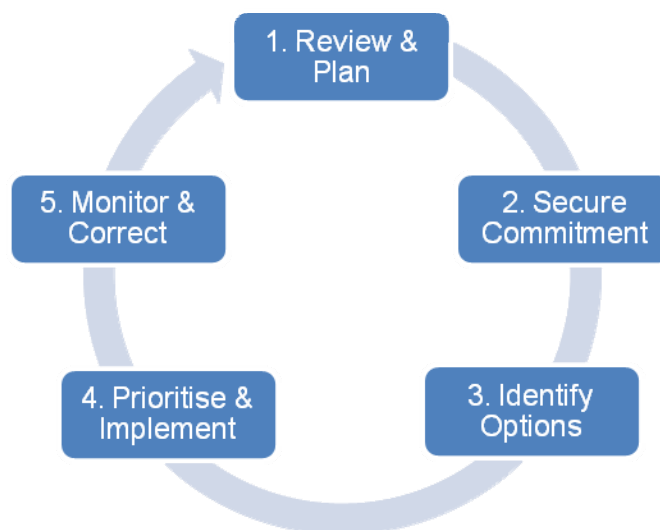 1. Review &
Plan
2. Secure
Commitment
3. Identify
Options
4. Prioritise &
Implement
5. Monitor &
Correct